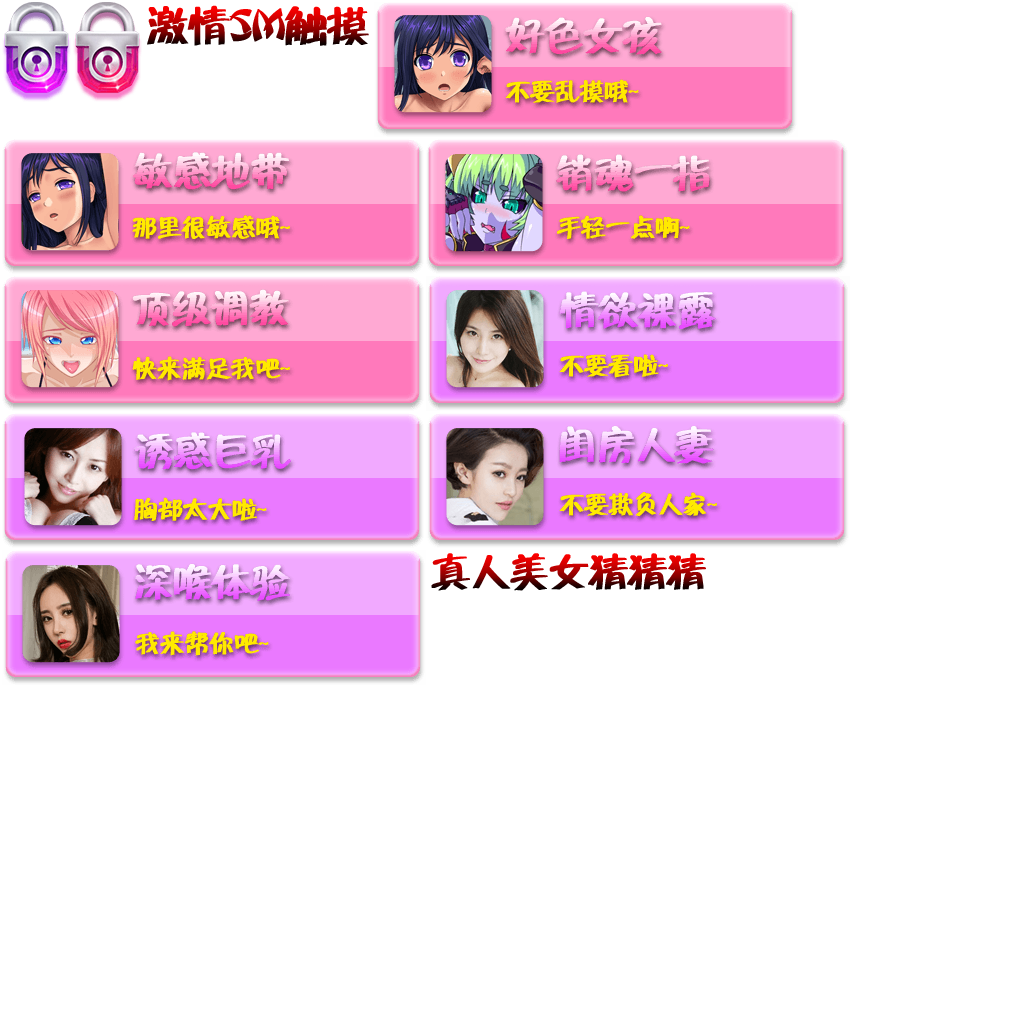 激情SM触摸
好色女孩
不要乱摸哦~
敏感地带
那里很敏感哦~
销魂一指
手轻一点啊~
顶级调教
快来满足我吧~
情欲裸露
不要看啦~
诱惑巨乳
胸部太大啦~
闺房人妻
不要欺负人家~
深喉体验
我来帮你吧~
真人美女猜猜猜